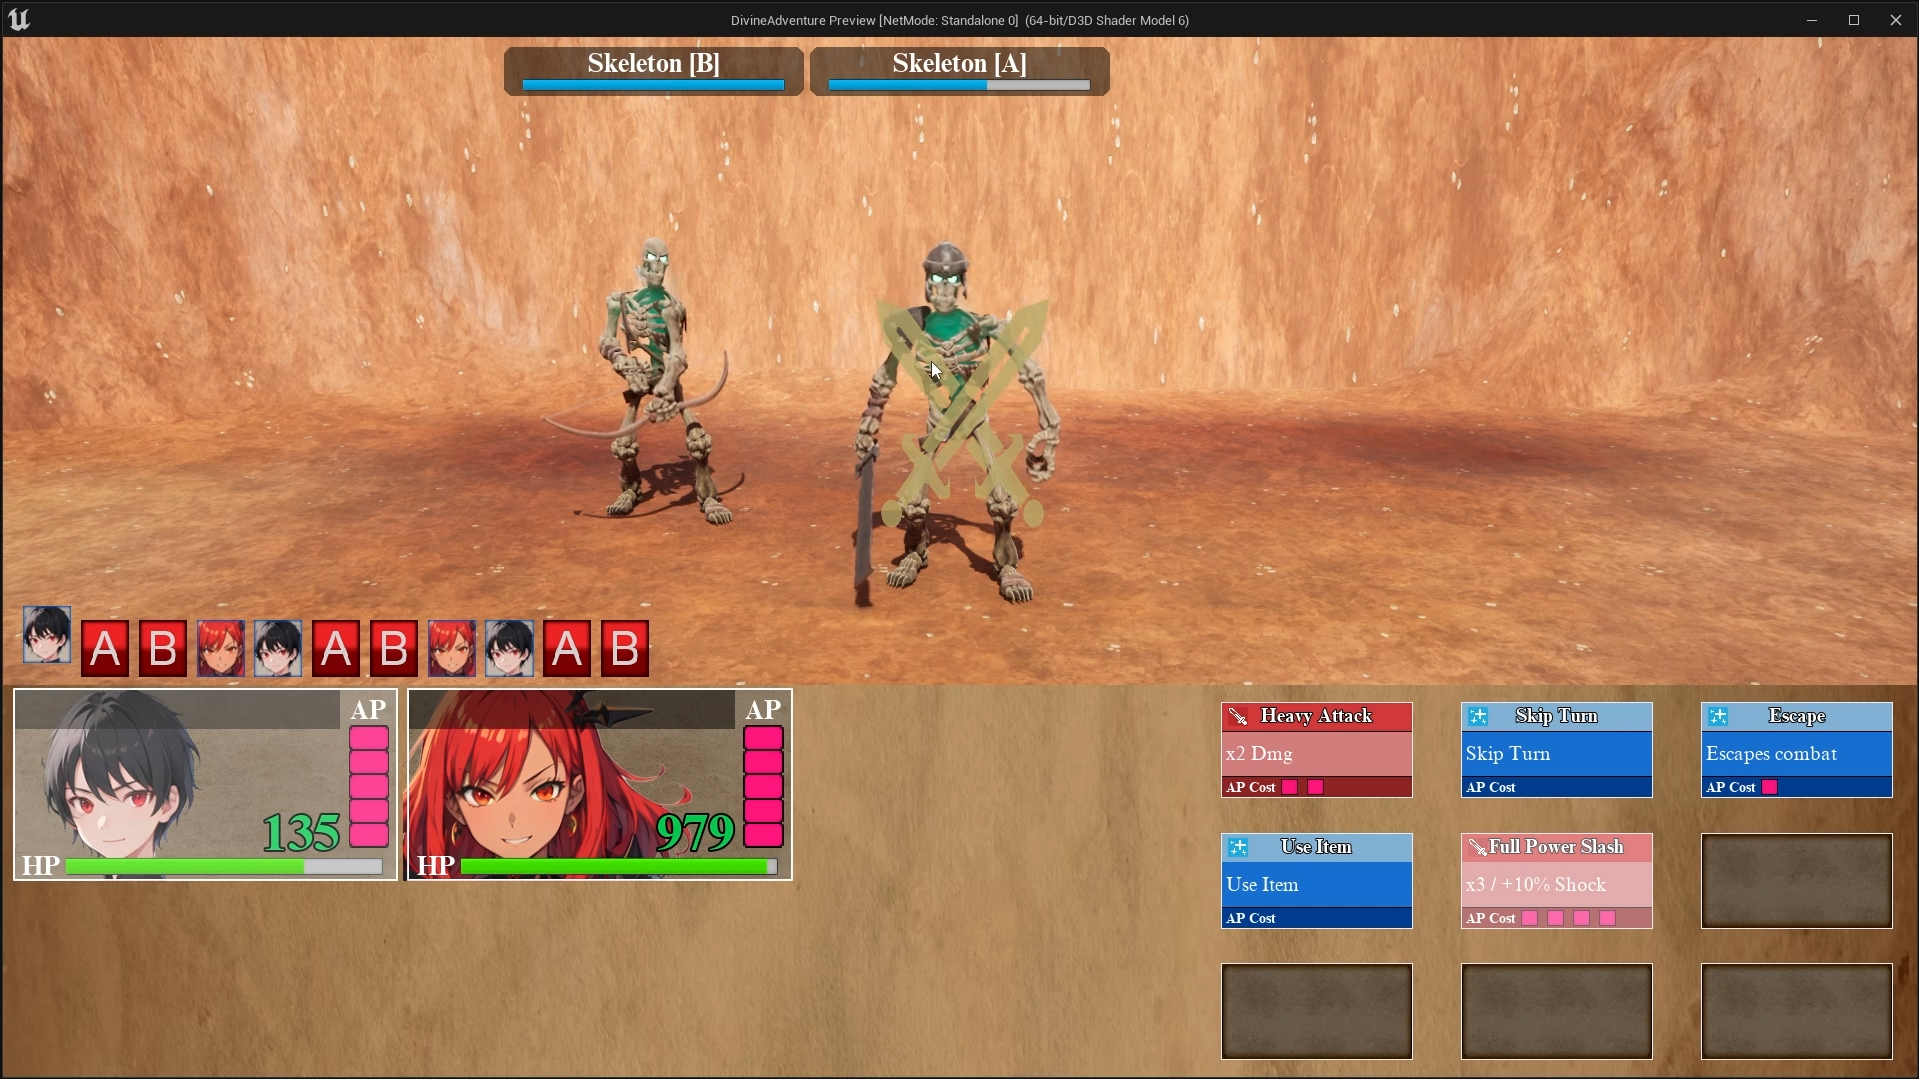 DivineAdventure Preview [NetMode: Standalone 0] (64-bit/D3D Shader Model 6)
Skeleton [B]
Skeleton [A]
A
B
A
B
A
B
AP
135
HP
AP
979
HP
Heavy Attack
x2 Dmg
AP Cost
Skip Turn
Skip Turn
AP Cost
Escape
Escapes combat
AP Cost
Use Item
Use Item
AP Cost
Full Power Slash
x3 / +10% Shock
AP Cost